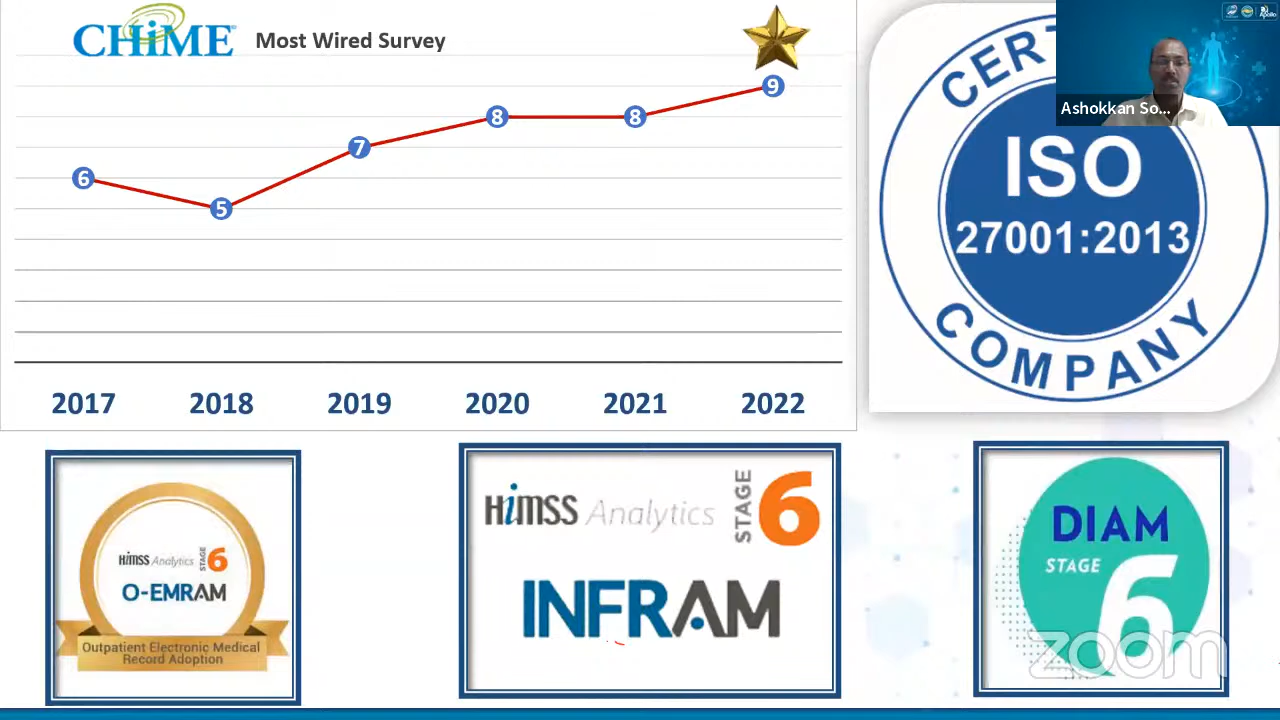 CHiME Most Wired Survey
9
8
8
7
6
5
2017 2018 2019 2020 2021 2022
Ashokkan So...
ISO
27001:2013
COMPANY
HiMSS Analytics STAGE 6
O-EMRAM
Outpatient Electronic Medical
Record Adoption
HiMSS Analytics STAGE 6
INFRAM
DIAM
STAGE
6
zoom